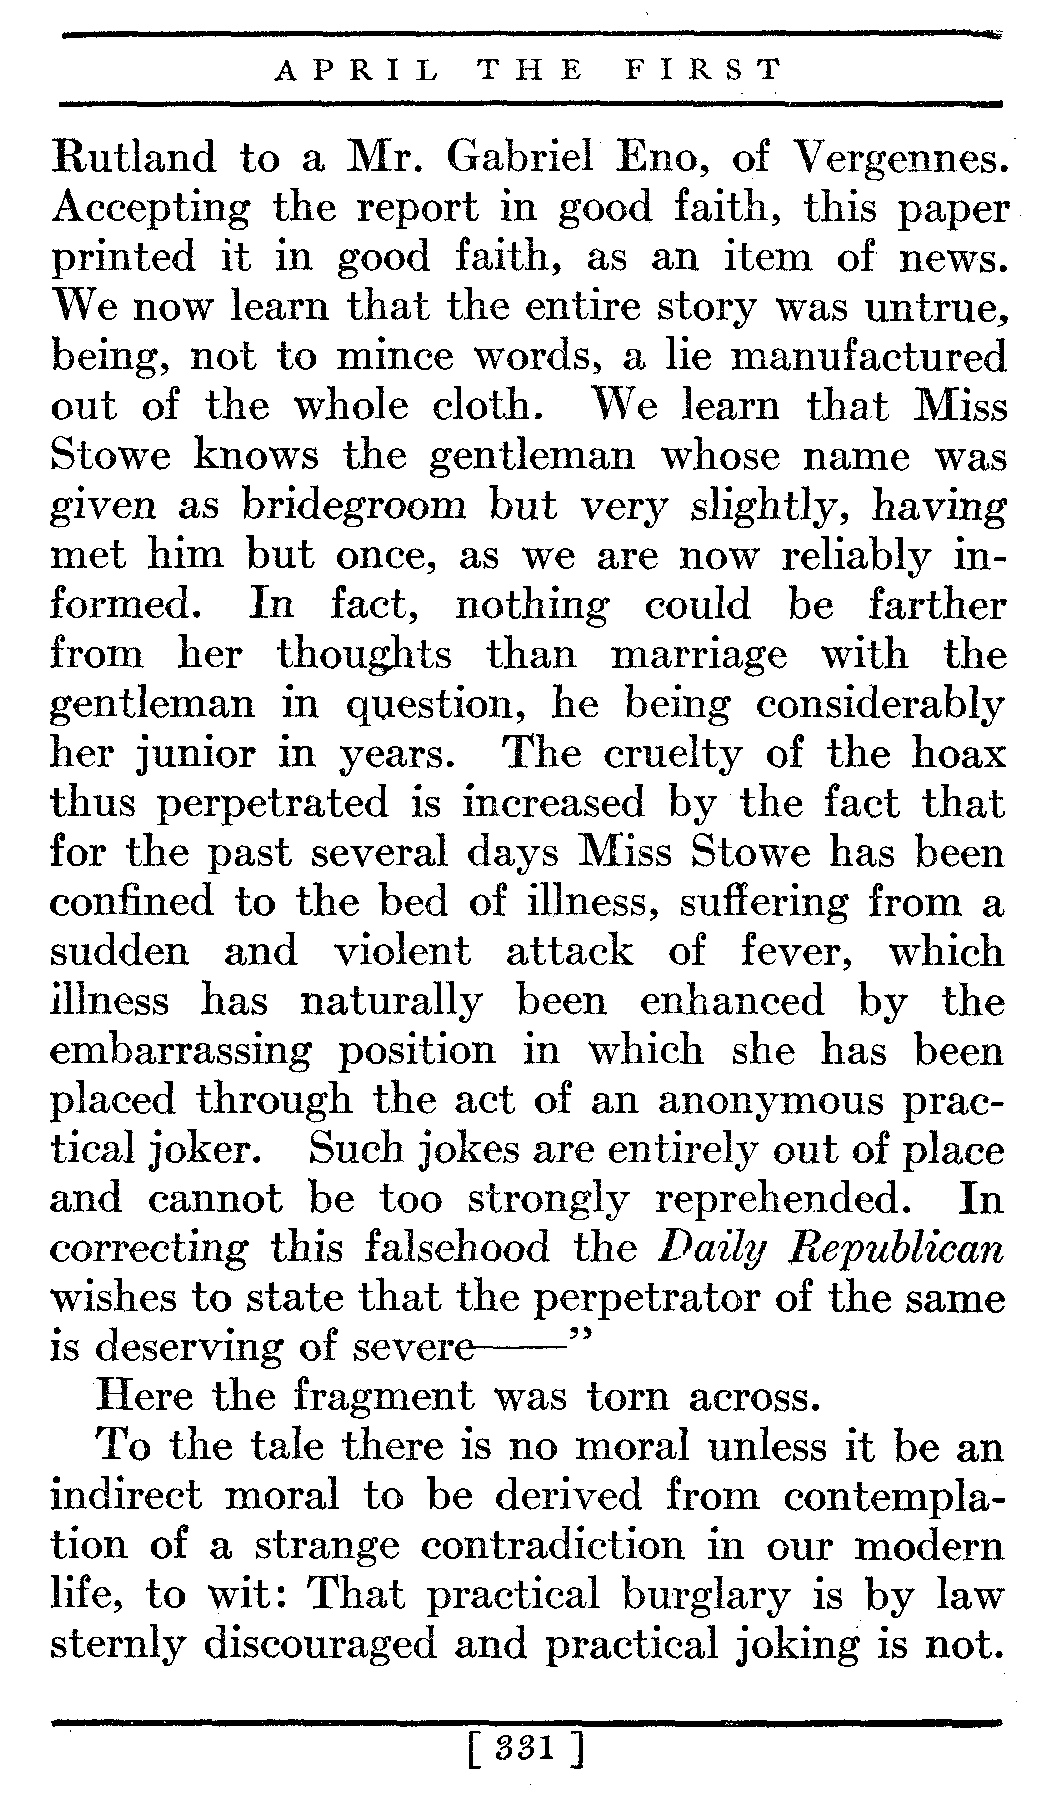 APRIL THE FIRST
Rutland to a Mr. Gabriel Eno, of Vergennes.
Accepting the report in good faith, this paper
printed it in good faith, as an item of news.
We now learn that the entire story was untrue,
being, not to mince words, a lie manufactured
out of the whole cloth. We learn that Miss
Stowe knows the gentleman whose name was
given as bridegroom but very slightly, having
met him but once, as we are now reliably in-
formed. In fact, nothing could be farther
from her thoughts than marriage with the
gentleman in question, he being considerably
her junior in years. The cruelty of the hoax
thus perpetrated is increased by the fact that
for the past several days Miss Stowe has been
confined to the bed of illness, suffering from a
sudden and violent attack of fever, which
illness has naturally been enhanced by the
embarrassing position in which she has been
placed through the act of an anonymous prac-
tical joker. Such jokes are entirely out of place
and cannot be too strongly reprehended. In
correcting this falsehood the Daily Republican
wishes to state that the perpetrator of the same
is deserving of severe——"
Here the fragment was torn across.
To the tale there is no moral unless it be an
indirect moral to be derived from contempla-
tion of a strange contradiction in our modern
life, to wit: That practical burglary is by law
sternly discouraged and practical joking is not.
[ 331 ]